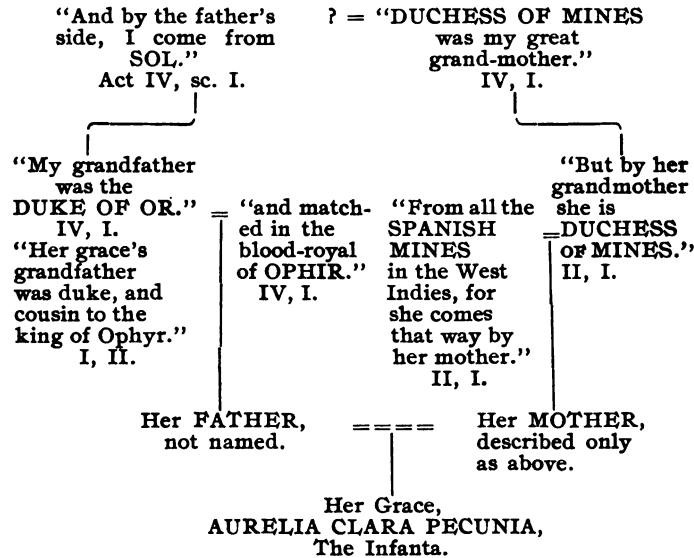 “And by the father's
side, I come from
SOL.”
Act IV, sc. I.
? = “DUCHESS OF MINES
was my great
grand-mother.”
IV, I.
“My grandfather
was the
DUKE OF OR.”
IV, I.
“Her grace's
grandfather
was duke, and
cousin to the
king of Ophyr.”
I, II.
=
“and match-
ed in the
blood-royal
of OPHIR.”
IV, I.
“From all the
SPANISH
MINES
in the West
Indies, for
she comes
that way by
her mother.”
II, I.
=
“But by her
grandmother
she is
DUCHESS
OF MINES.”
II, I.
Her FATHER,
not named.
====
Her MOTHER,
described only
as above.
Her Grace,
AURELIA CLARA PECUNIA,
The Infanta.